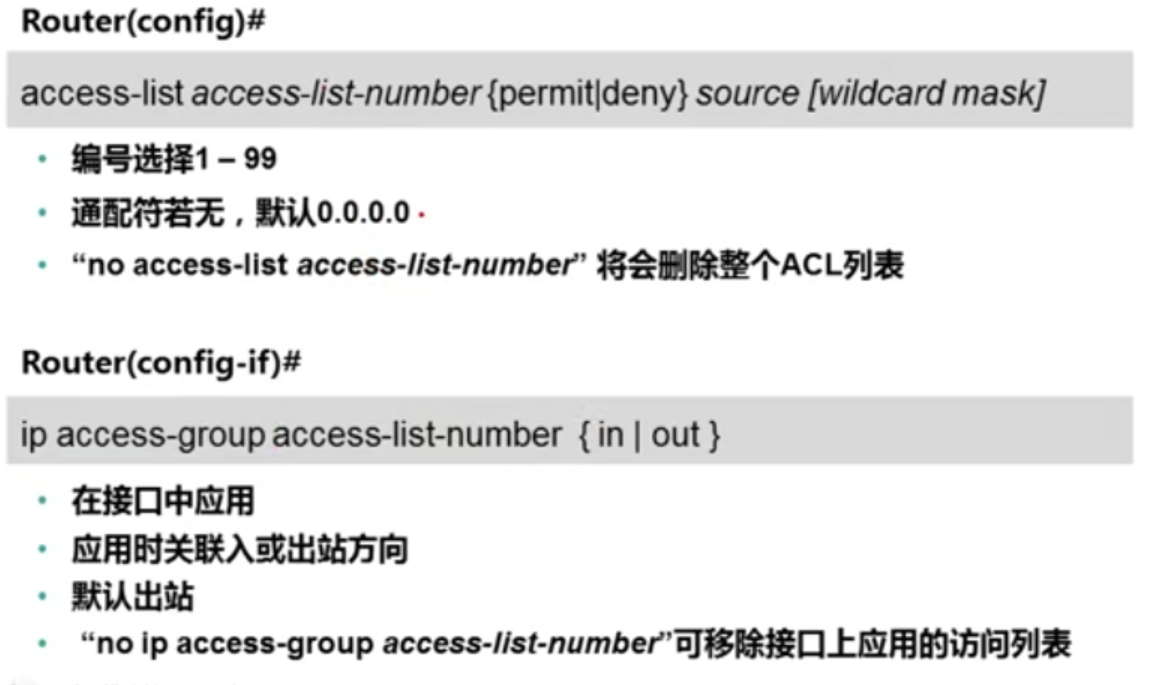 Router(config)#
access-list access-list-number {permit|deny} source [wildcard mask]
• 编号选择1 – 99
• 通配符若无，默认0.0.0.0
• “no access-list access-list-number” 将会删除整个ACL列表
Router(config-if)#
ip access-group access-list-number { in | out }
• 在接口中应用
• 应用时关联入或出站方向
• 默认出站
• “no ip access-group access-list-number”可移除接口上应用的访问列表